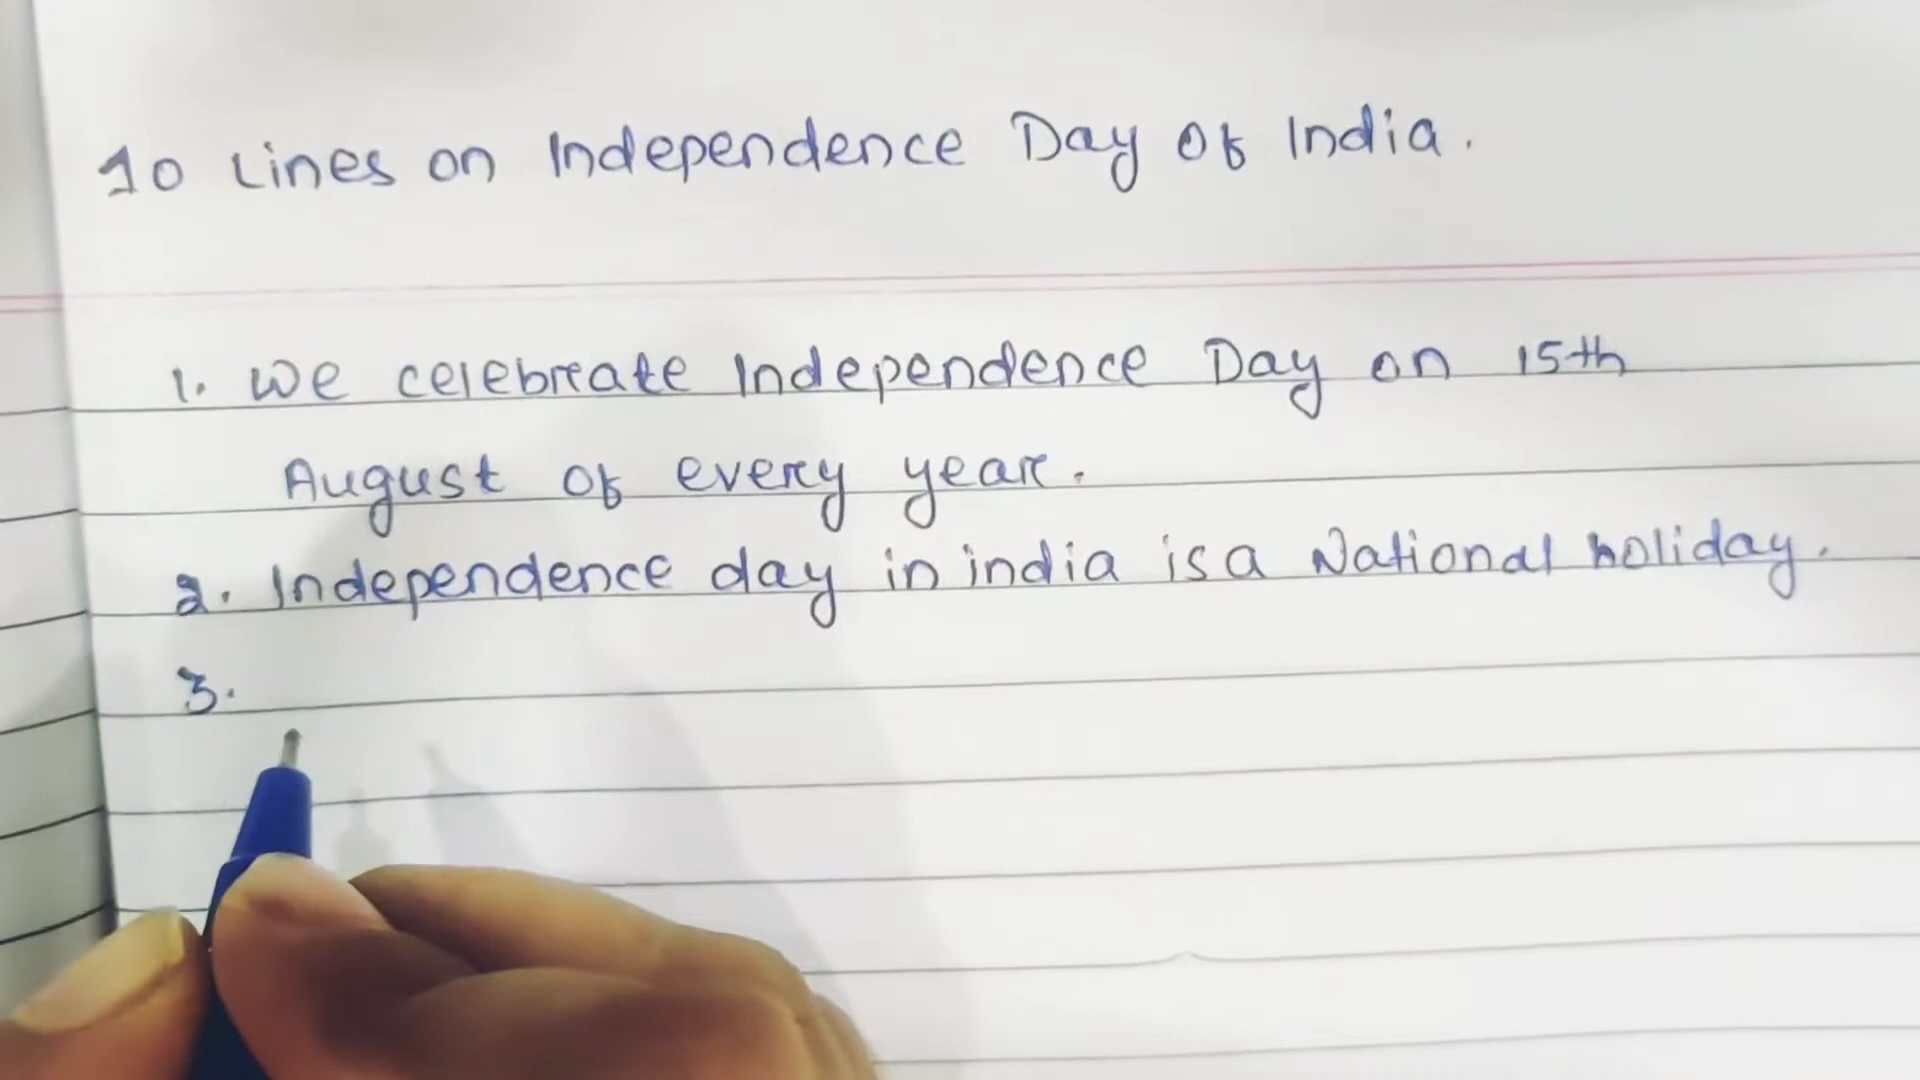 10 Lines on Independence Day of India.
1. We celebrate Independence Day on 15th
August of every year.
2. Independence day in india is a National holiday.
3.